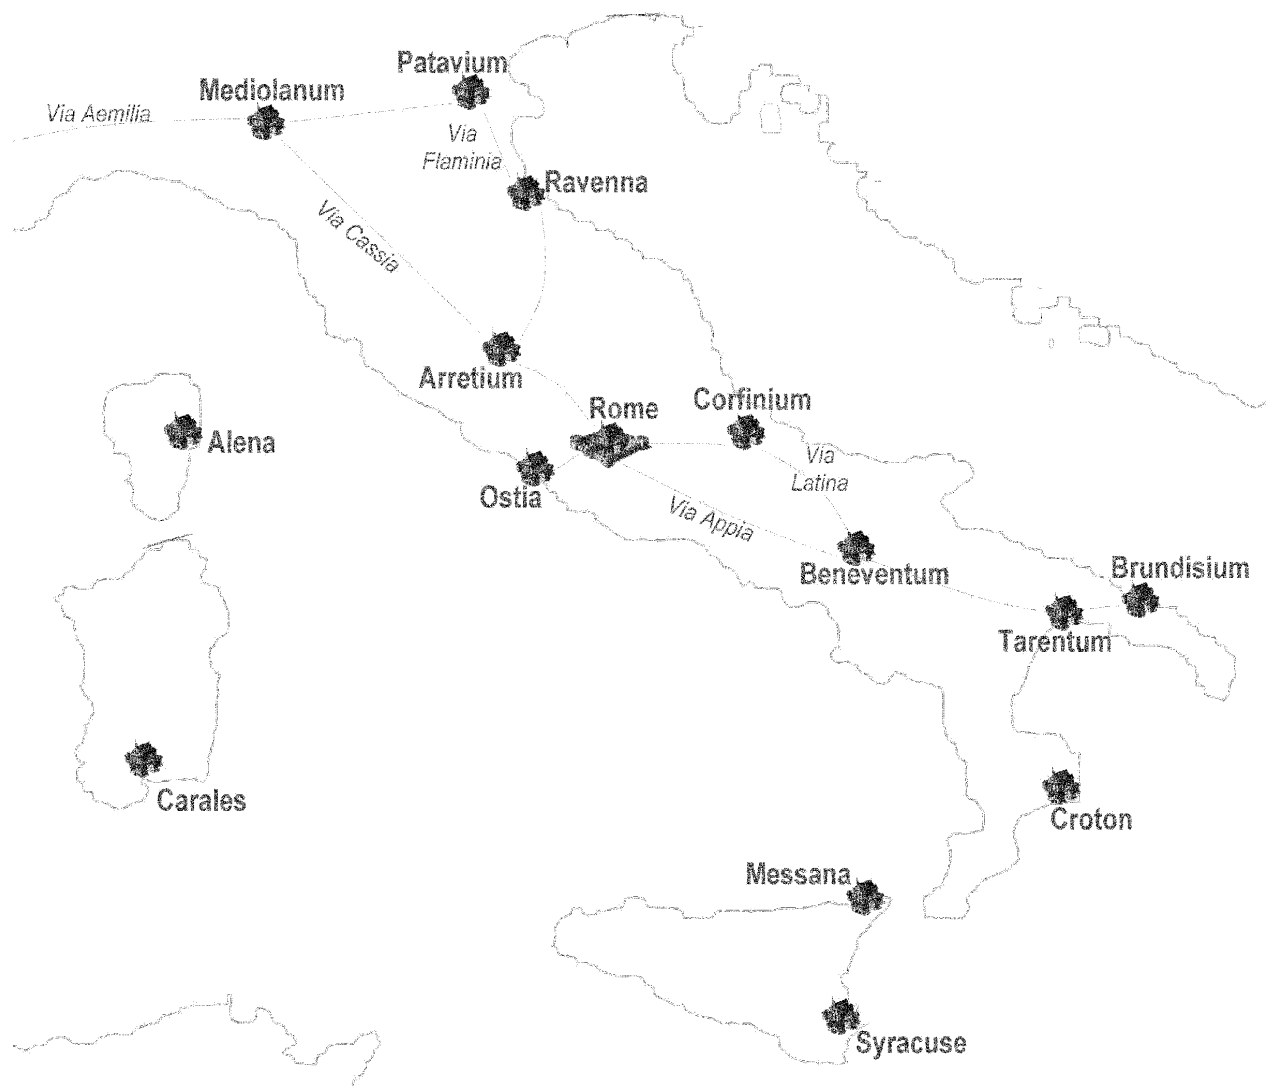 Patavium
Mediolanum
Via Aemilia
Via
Flaminia
Ravenna
Via Cassia
Arretium
Corfinium
Rome
Alena
Via
Latina
Ostia
Via Appia
Beneventum
Brundisium
Tarentum
Carales
Croton
Messana
Syracuse